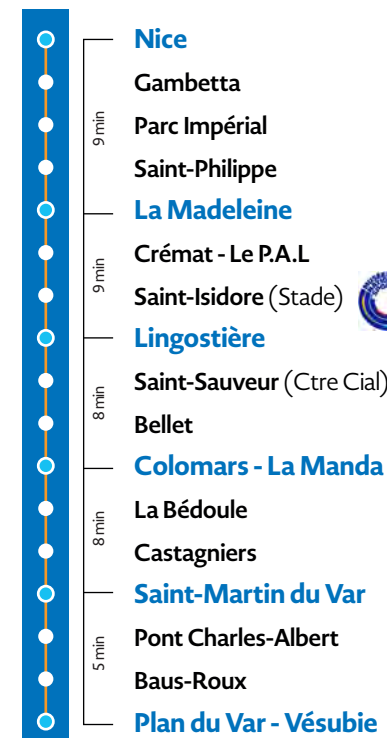 Nice
Gambetta
Parc Impérial
9 min
Saint-Philippe
La Madeleine
Crémat - Le P.A.L
9 min
Saint-Isidore (Stade)
Lingostière
Saint-Sauveur (Ctre Cial)
8 min
Bellet
Colomars - La Manda
La Bédoule
8 min
Castagniers
Saint-Martin du Var
Pont Charles-Albert
5 min
Baus-Roux
Plan du Var - Vésubie